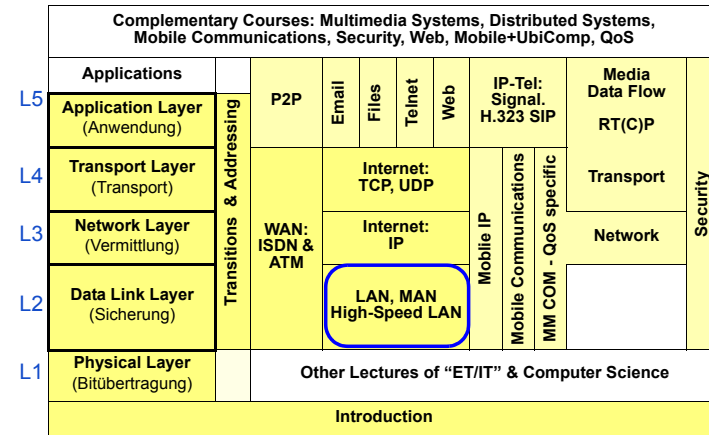 Complementary Courses: Multimedia Systems, Distributed Systems,
Mobile Communications, Security, Web, Mobile+UbiComp, QoS
Applications
L5
Application Layer
(Anwendung)
L4
Transport Layer
(Transport)
L3
Network Layer
(Vermittlung)
L2
Data Link Layer
(Sicherung)
L1
Physical Layer
(Bitübertragung)
Transitions & Addressing
P2P
Email
Files
Telnet
Web
IP-Tel:
Signal.
H.323 SIP
Media
Data Flow
RT(C)P
WAN:
ISDN &
ATM
Internet:
TCP, UDP
Internet:
IP
LAN, MAN
High-Speed LAN
Moblie IP
Mobile Communications
MM COM - QoS specific
Transport
Network
Security
Other Lectures of “ET/IT” & Computer Science
Introduction